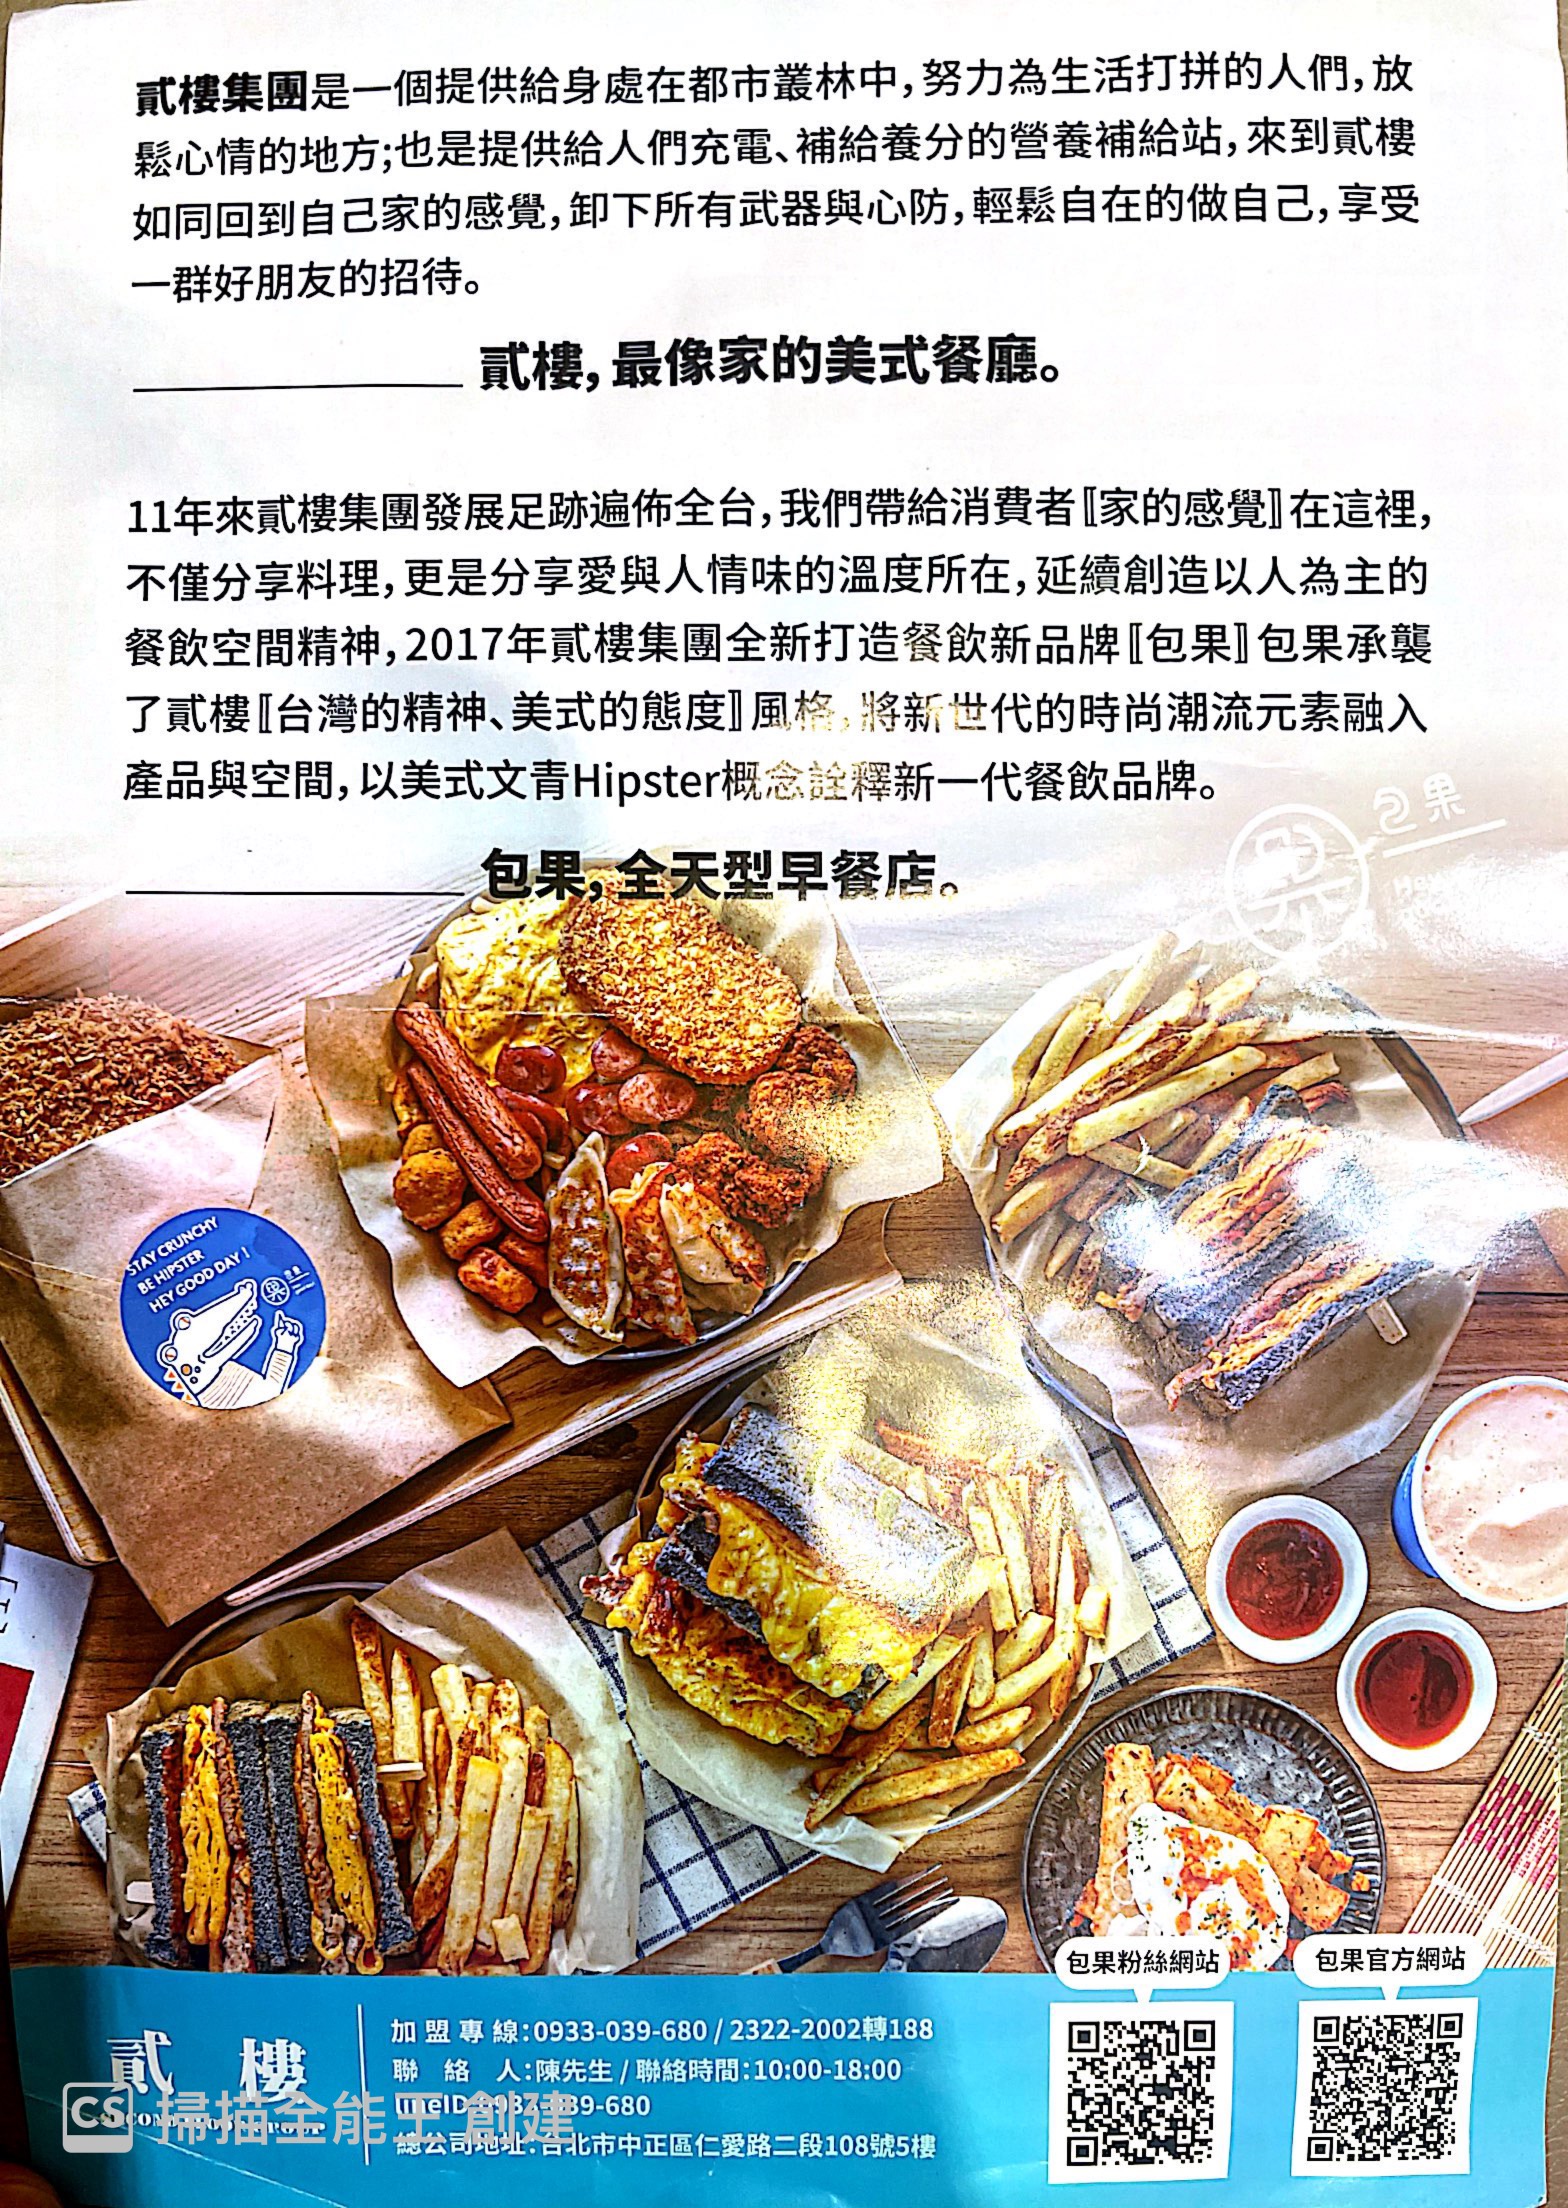 貳樓集團是一個提供給身處在都市叢林中，努力為生活打拼的人們，放
鬆心情的地方；也是提供給人們充電、補給養分的營養補給站，來到貳樓
如同回到自己家的感覺，卸下所有武器與心防，輕鬆自在的做自己，享受
一群好朋友的招待。
貳樓，最像家的美式餐廳。
11年來貳樓集團發展足跡遍佈全台，我們帶給消費者『家的感覺』在這裡，
不僅分享料理，更是分享愛與人情味的溫度所在，延續創造以人為主的
餐飲空間精神，2017年貳樓集團全新打造餐飲新品牌『包果』包果承襲
了貳樓『台灣的精神、美式的態度』風格，將新世代的時尚潮流元素融入
產品與空間，以美式文青Hipster概念詮釋新一代餐飲品牌。
包果
包果，全天型早餐店。
STAY CRUNCHY
BE HIPSTER
HEY GOOD DAY !
包果粉絲網站
包果官方網站
貳樓
加盟專線：0933-039-680 / 2322-2002轉188
聯絡人：陳先生 / 聯絡時間：10:00-18:00
總公司地址：台北市中正區仁愛路二段108號5樓
CS 掃描全能王 創建